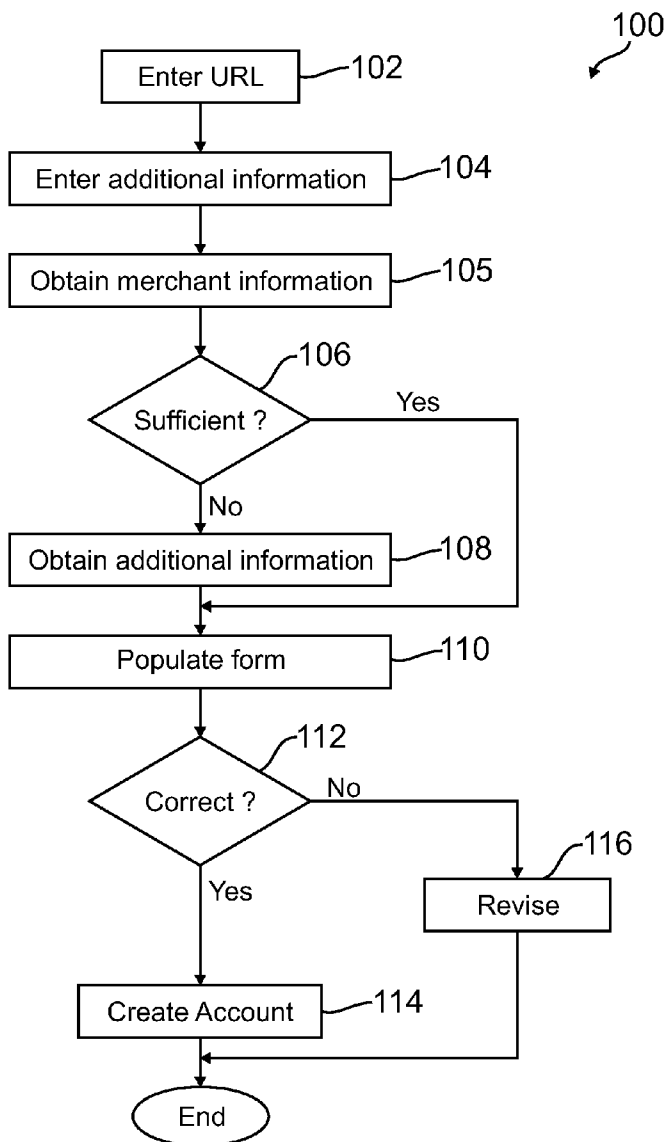 100
Enter URL 102
Enter additional information 104
Obtain merchant information 105
106
Sufficient ? Yes
No
Obtain additional information 108
Populate form 110
112
Correct ? No
Yes
116
Revise
Create Account 114
End